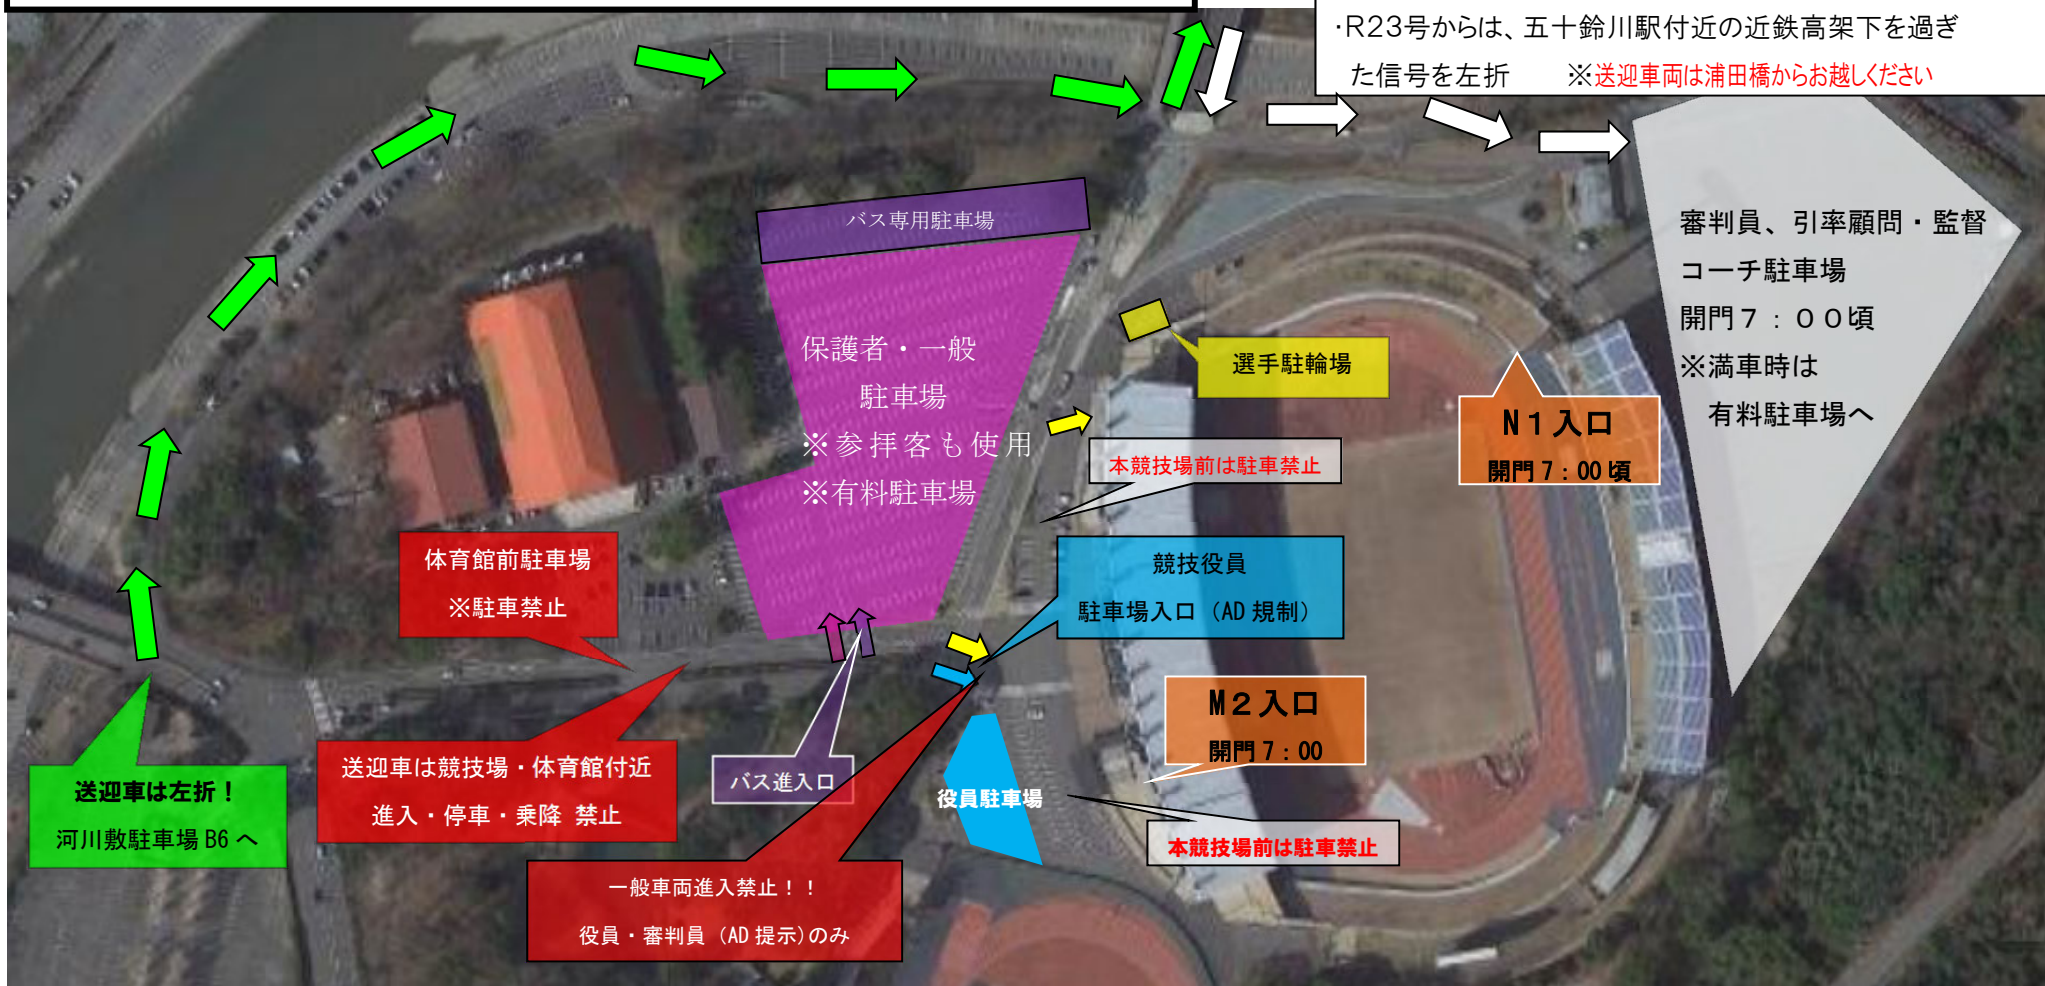 ・R23号からは、五十鈴川駅付近の近鉄高架下を過ぎ
た信号を左折　※送迎車両は浦田橋からお越しください
バス専用駐車場
審判員、引率顧問・監督
コーチ駐車場
開門７：００頃
※満車時は
有料駐車場へ
保護者・一般
駐車場
※参拝客も使用
※有料駐車場
選手駐輪場
N１入口
開門7：00頃
本競技場前は駐車禁止
体育館前駐車場
※駐車禁止
競技役員
駐車場入口（AD規制）
M２入口
開門7：00
送迎車は競技場・体育館付近
進入・停車・乗降 禁止
バス進入口
送迎車は左折！
河川敷駐車場B6へ
役員駐車場
本競技場前は駐車禁止
一般車両進入禁止！！
役員・審判員（AD提示)のみ